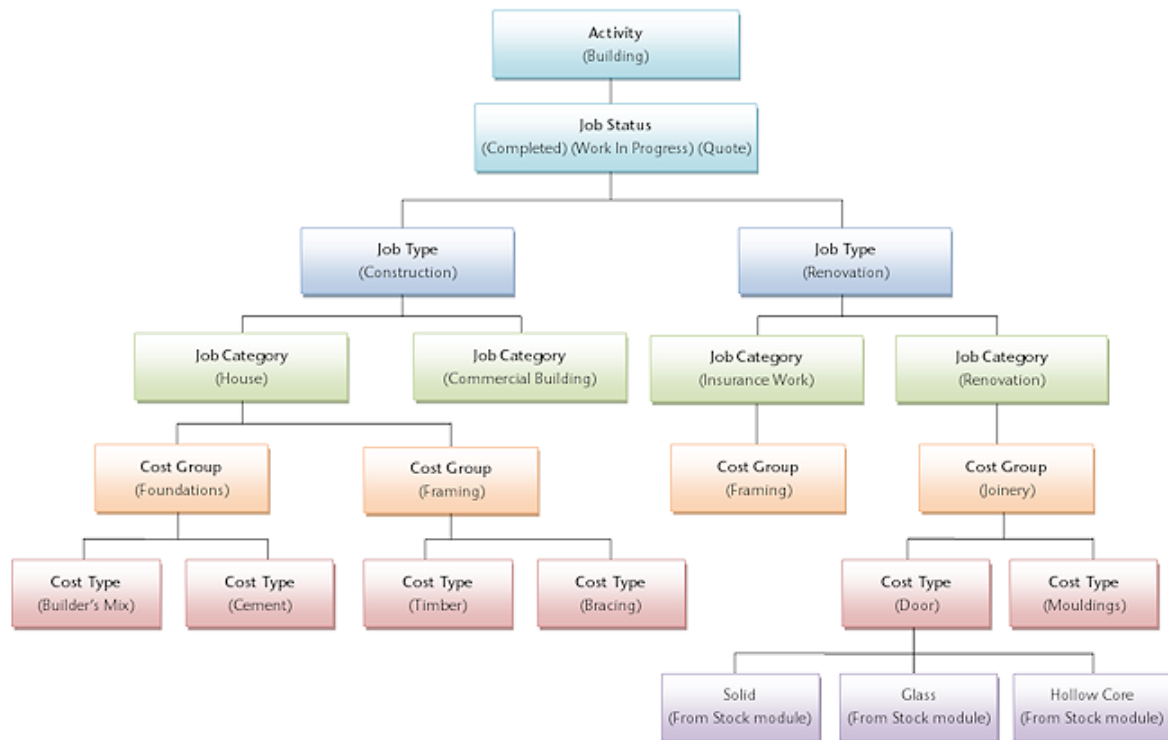 Activity
(Building)
Job Status
(Completed) (Work In Progress) (Quote)
Job Type
(Construction)
Job Type
(Renovation)
Job Category
(House)
Job Category
(Commercial Building)
Job Category
(Insurance Work)
Job Category
(Renovation)
Cost Group
(Foundations)
Cost Group
(Framing)
Cost Group
(Framing)
Cost Group
(Joinery)
Cost Type
(Builder's Mix)
Cost Type
(Cement)
Cost Type
(Timber)
Cost Type
(Bracing)
Cost Type
(Door)
Cost Type
(Mouldings)
Solid
(From Stock module)
Glass
(From Stock module)
Hollow Core
(From Stock module)